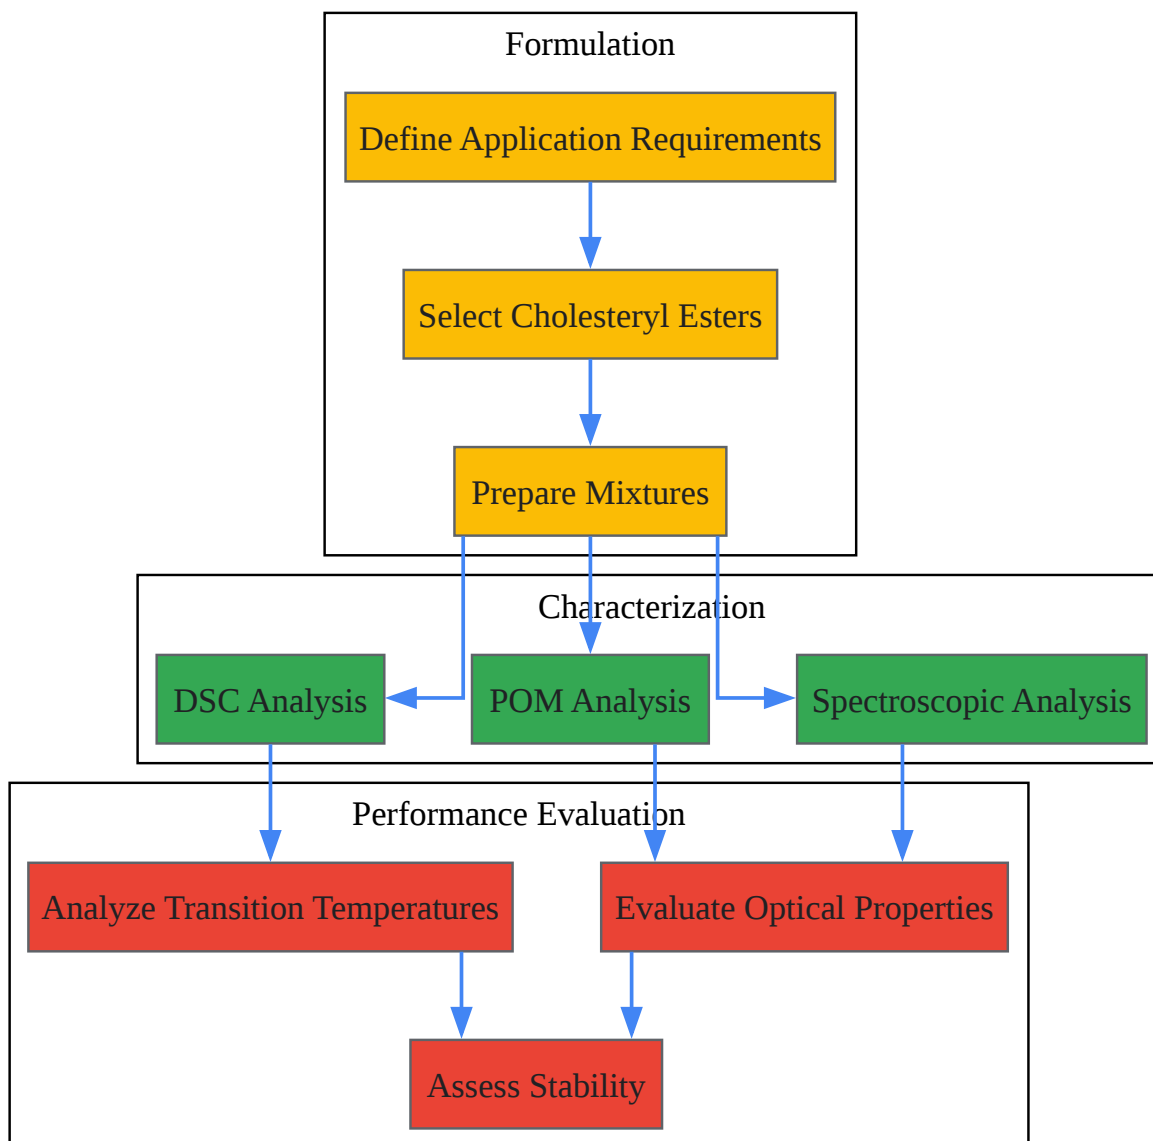 Formulation
Define Application Requirements
Select Cholesteryl Esters
Prepare Mixtures
Characterization
DSC Analysis
POM Analysis
Spectroscopic Analysis
Performance Evaluation
Analyze Transition Temperatures
Evaluate Optical Properties
Assess Stability